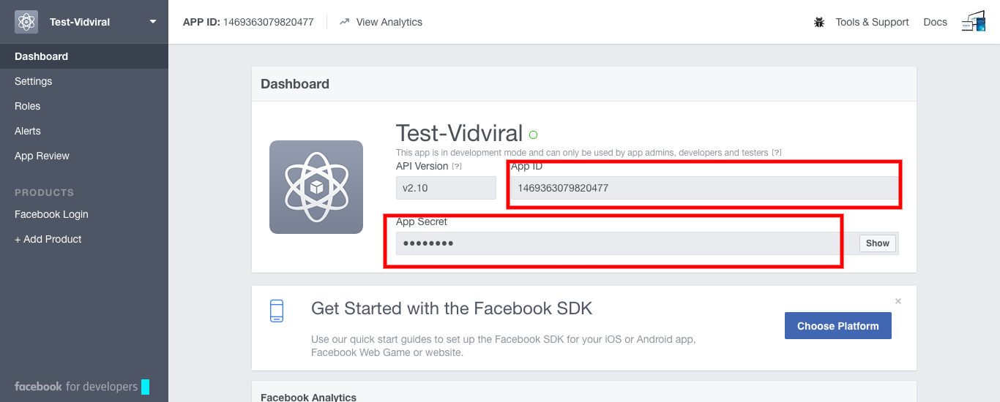 Test-Vidviral
APP ID: 1469363079820477
View Analytics
Tools & Support
Docs
Dashboard
Settings
Roles
Alerts
App Review
PRODUCTS
Facebook Login
+ Add Product
facebook for developers
Dashboard
Test-Vidviral
This app is in development mode and can only be used by app admins, developers and testers [?]
API Version [?]
App ID
v2.10
1469363079820477
App Secret
●●●●●●●●
Show
Get Started with the Facebook SDK
×
Choose Platform
Use our quick start guides to set up the Facebook SDK for your iOS or Android app,
Facebook Web Game or website.
Facebook Analytics